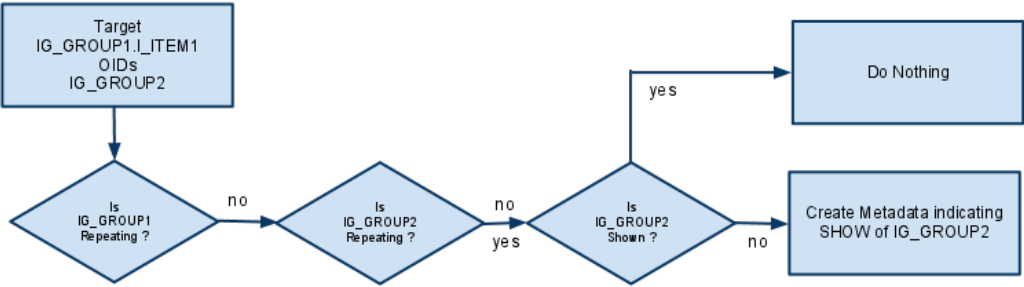 Target
IG_GROUP1.I_ITEM1
OIDs
IG_GROUP2
Is
IG_GROUP1
Repeating ?
no
Is
IG_GROUP2
Repeating ?
no
yes
Is
IG_GROUP2
Shown ?
yes
Do Nothing
no
Create Metadata indicating
SHOW of IG_GROUP2